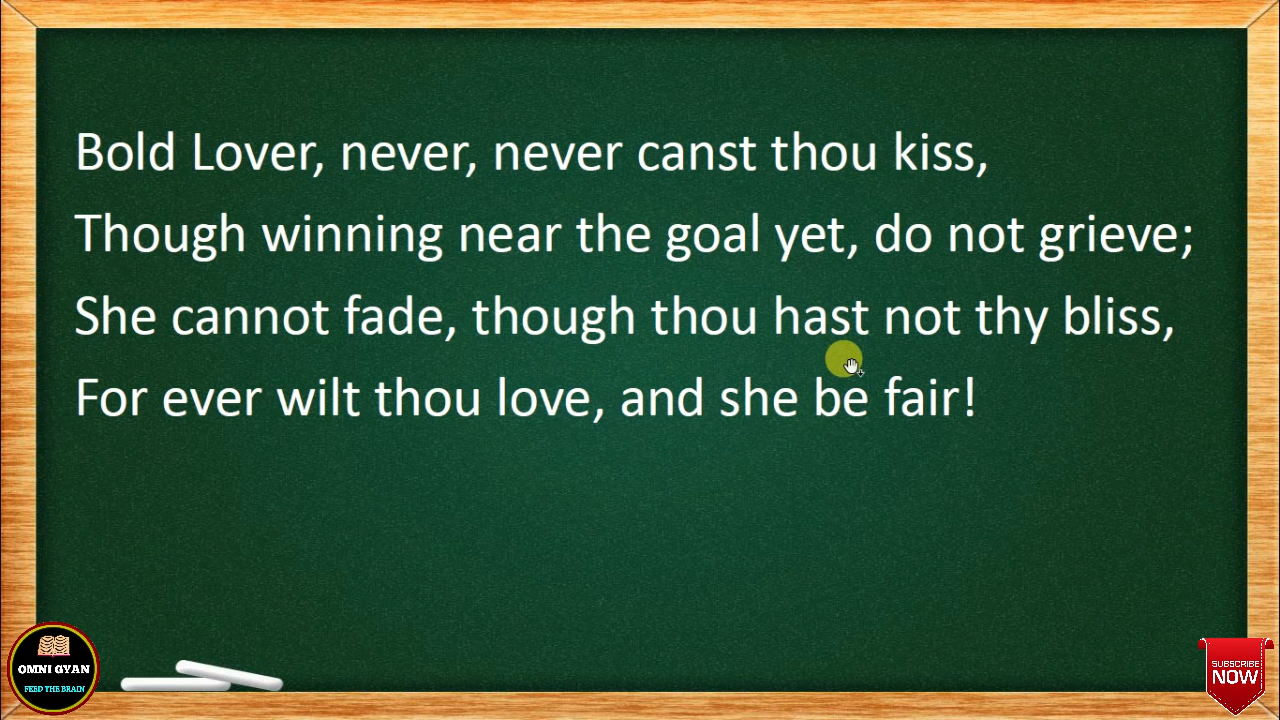 Bold Lover, never, never canst thou kiss,
Though winning near the goal yet, do not grieve;
She cannot fade, though thou hast not thy bliss,
For ever wilt thou love, and she be fair!
OMNI GYAN
FEED THE BRAIN
SUBSCRIBE
NOW